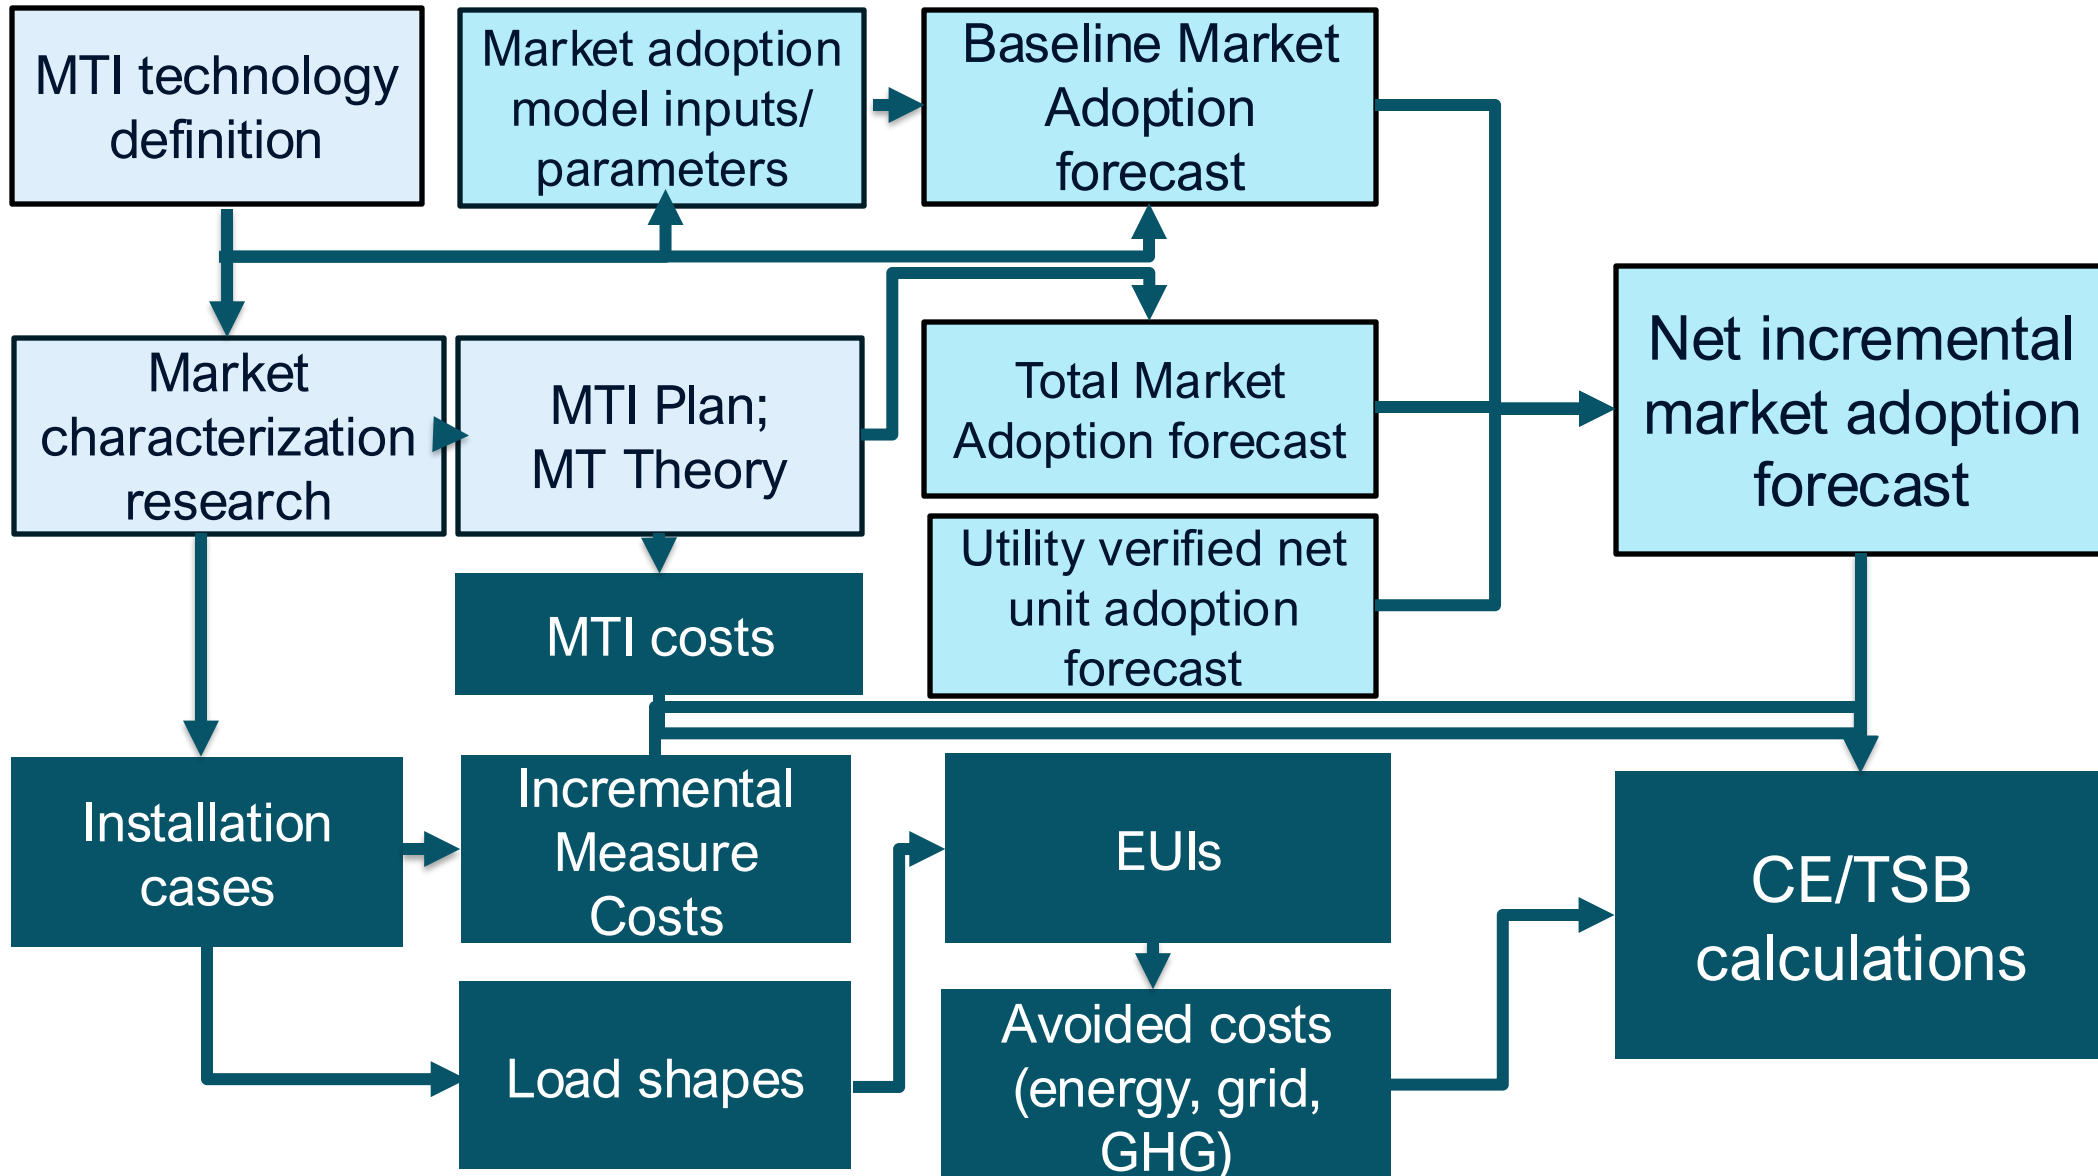 MTI technology
definition
Market adoption
model inputs/
parameters
Baseline Market
Adoption
forecast
Market
characterization
research
MTI Plan;
MT Theory
Total Market
Adoption forecast
Net incremental
market adoption
forecast
Utility verified net
unit adoption
forecast
MTI costs
Installation
cases
Incremental
Measure
Costs
EUIs
CE/TSB
calculations
Load shapes
Avoided costs
(energy, grid,
GHG)